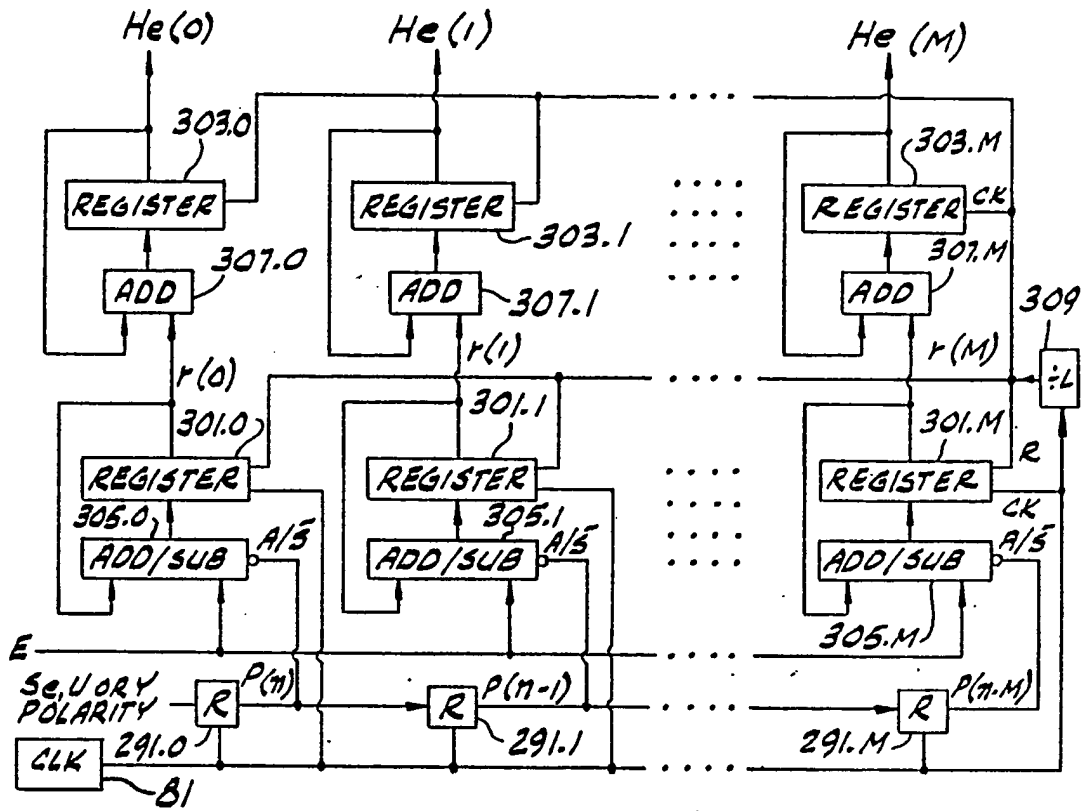 He(0) He(1) He(M)
303.0 303.M
REGISTER REGISTER REGISTER CK
303.1
307.0 307.M
ADD ADD ADD 309
307.1
r(0) r(1) r(M) ÷L
301.0 301.1 301.M
R
REGISTER REGISTER REGISTER
CK
305.0 305.1
A/S̄ A/S̄ A/S̄
ADD/SUB ADD/SUB ADD/SUB
305.M
E
Se, U OR Y P(n) P(n-1) P(n-M)
POLARITY R R R
291.0 291.1 291.M
CLK
81